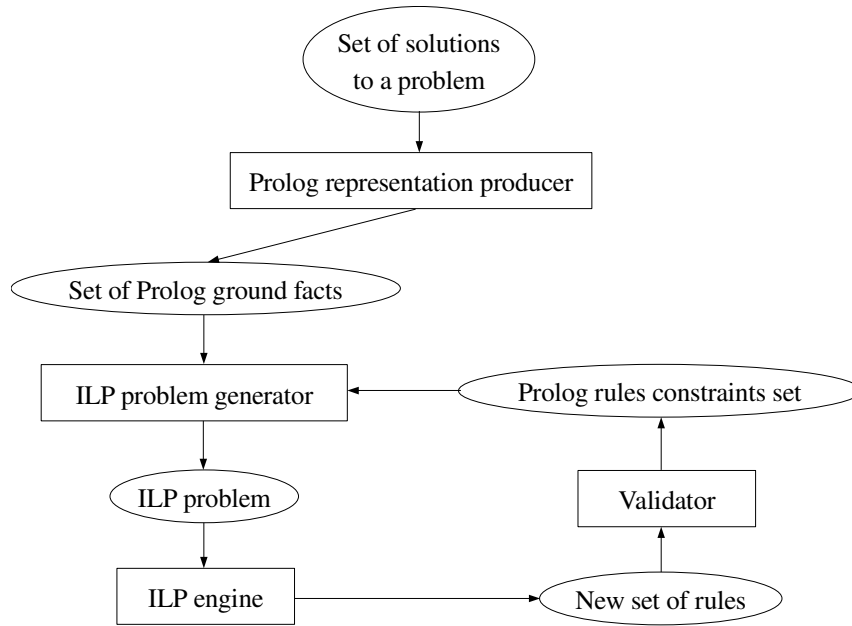 Set of solutions
to a problem
Prolog representation producer
Set of Prolog ground facts
ILP problem generator
Prolog rules constraints set
ILP problem
Validator
ILP engine
New set of rules